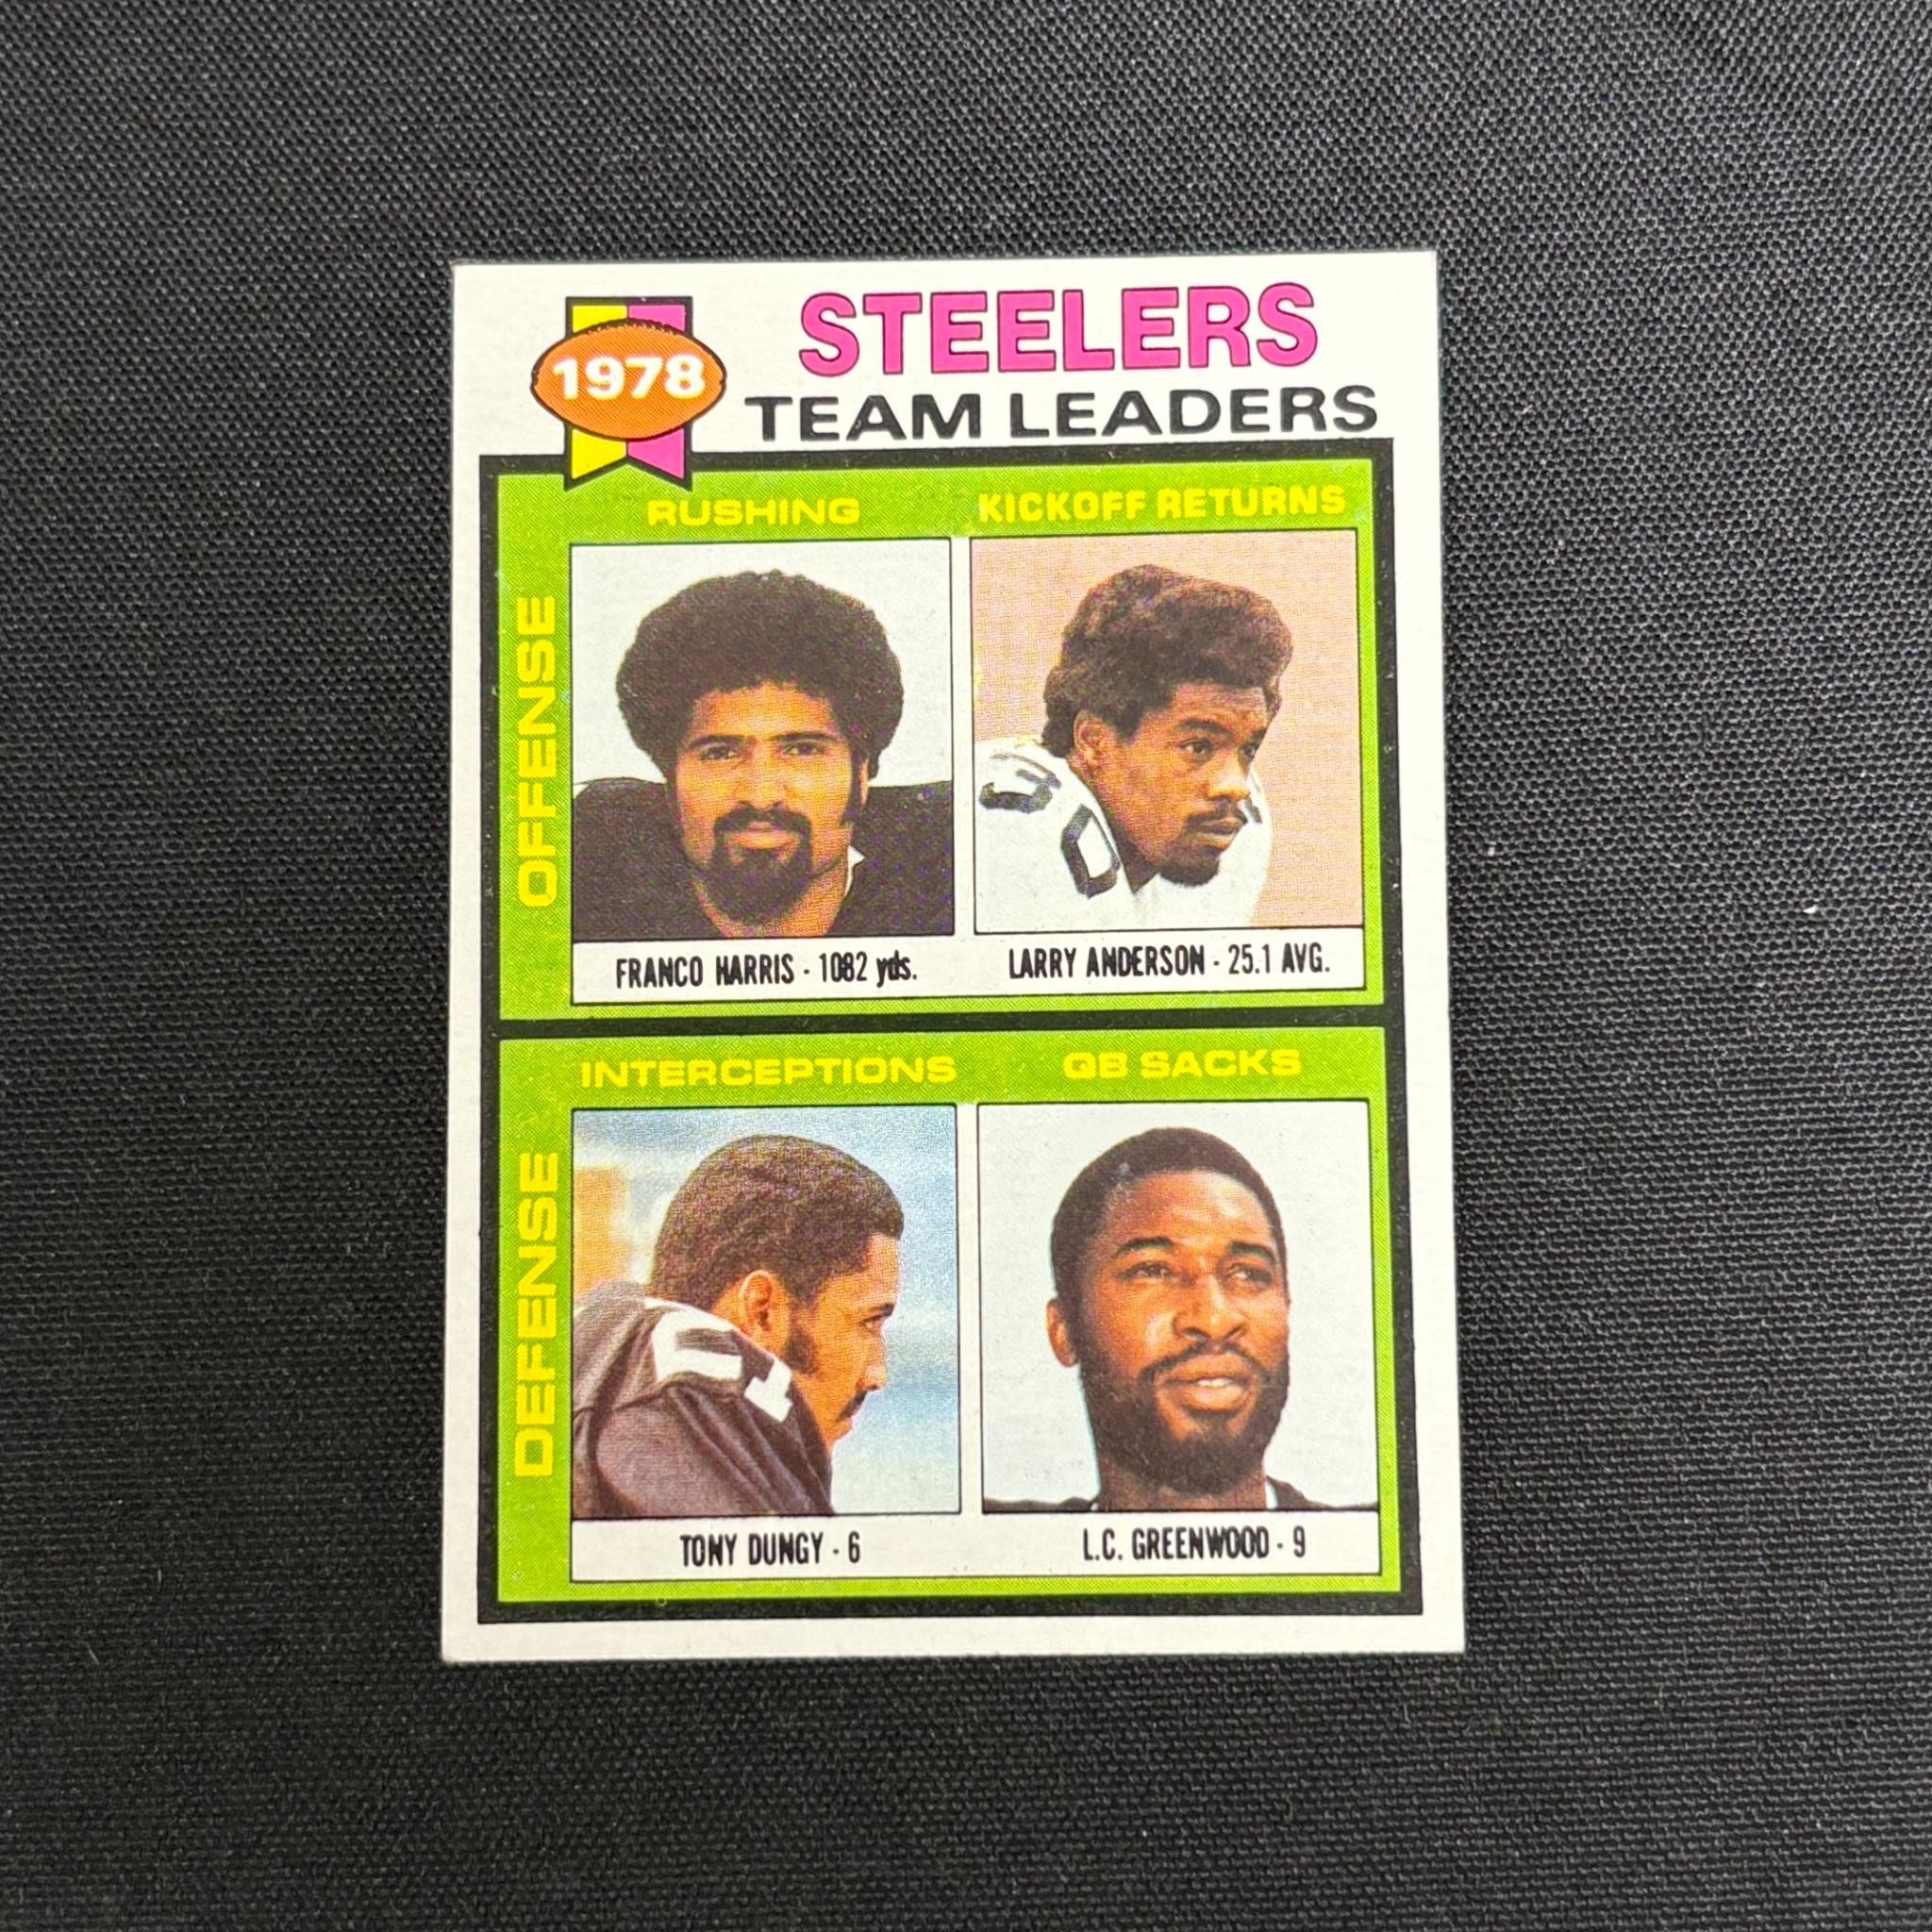 1978
STEELERS
TEAM LEADERS
OFFENSE
RUSHING
KICKOFF RETURNS
30
FRANCO HARRIS · 1082 yds.
LARRY ANDERSON · 25.1 AVG.
DEFENSE
INTERCEPTIONS
QB SACKS
TONY DUNGY · 6
L.C. GREENWOOD · 9